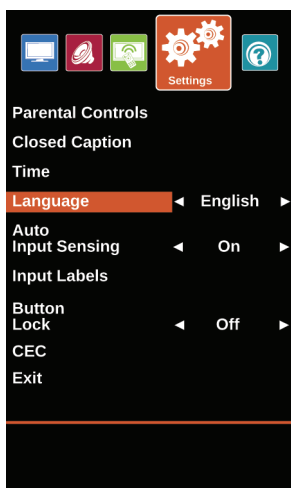 Settings
Parental Controls
Closed Caption
Time
Language ◄ English ►
Auto
Input Sensing ◄ On ►
Input Labels
Button
Lock ◄ Off ►
CEC
Exit